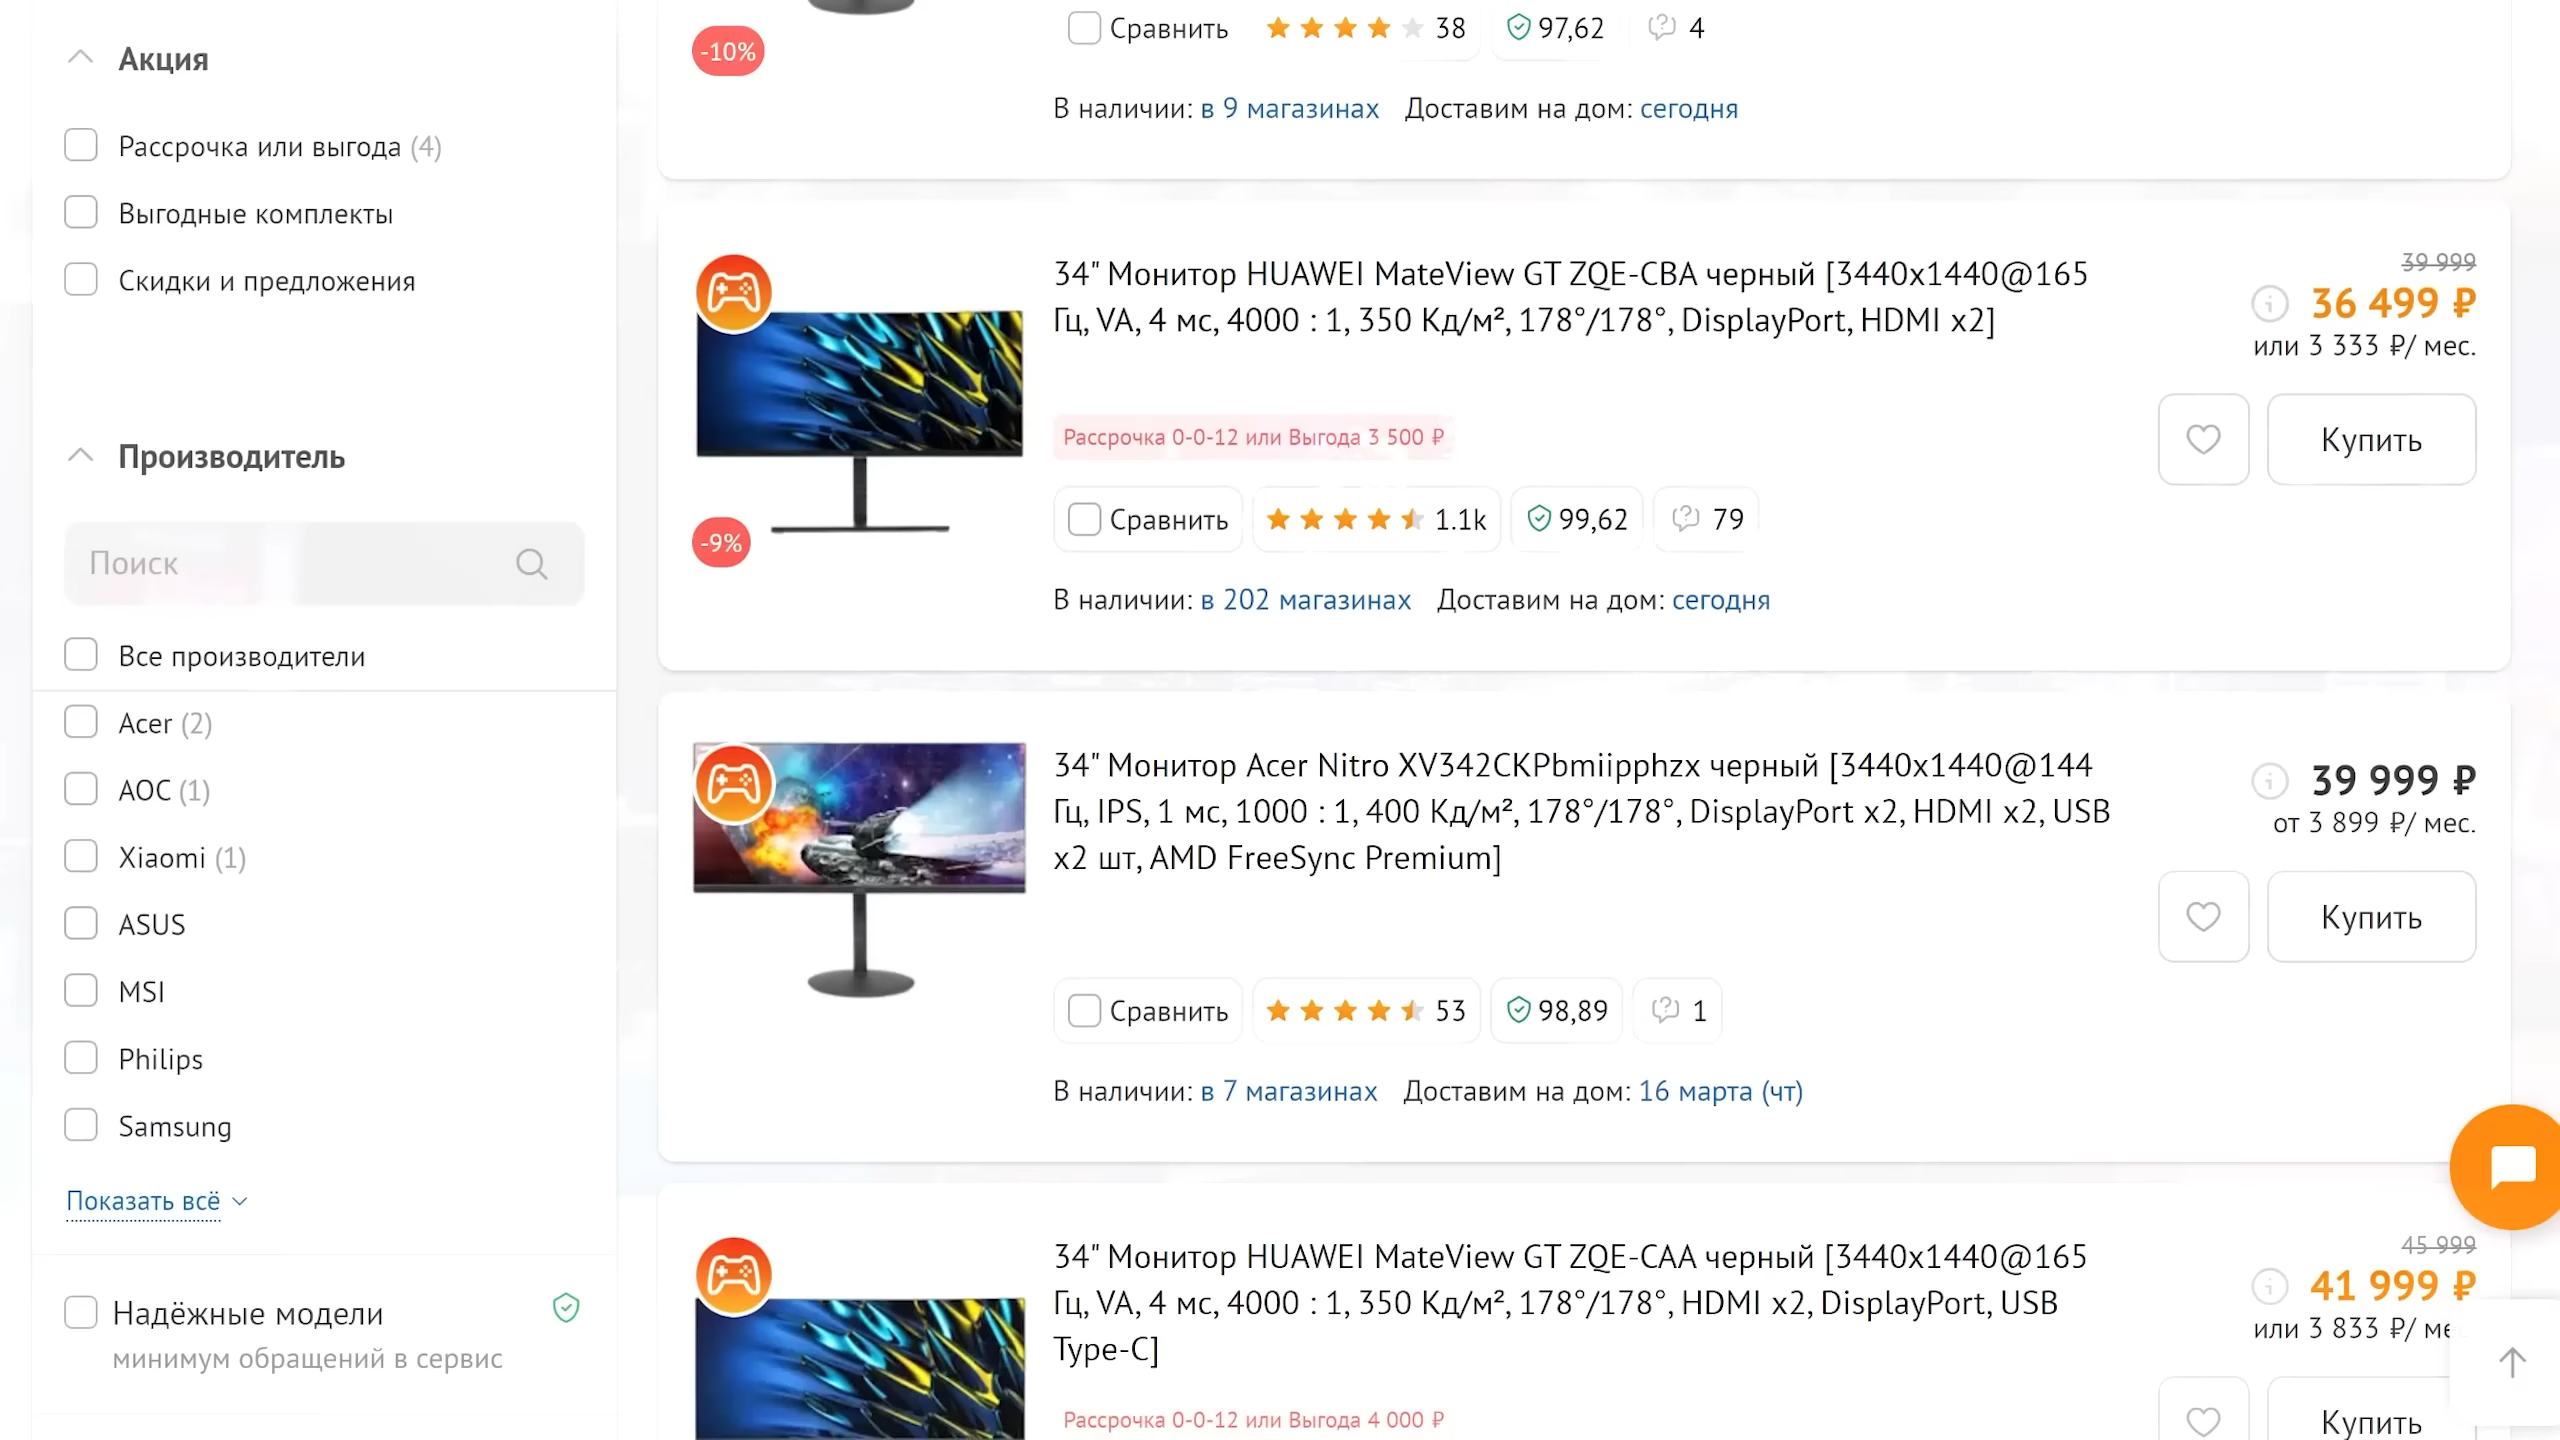 Акция
Рассрочка или выгода (4)
Выгодные комплекты
Скидки и предложения
Производитель
Поиск
Все производители
Acer (2)
AOC (1)
Xiaomi (1)
ASUS
MSI
Philips
Samsung
Показать всё
Надёжные модели
минимум обращений в сервис
-10%
Сравнить 38 97,62 4
В наличии: в 9 магазинах Доставим на дом: сегодня
34" Монитор HUAWEI MateView GT ZQE-CBA черный [3440x1440@165
Гц, VA, 4 мс, 4000 : 1, 350 Кд/м², 178°/178°, DisplayPort, HDMI x2]
39 999
36 499 ₽
или 3 333 ₽/ мес.
Рассрочка 0-0-12 или Выгода 3 500 ₽
Купить
-9%
Сравнить 1.1k 99,62 79
В наличии: в 202 магазинах Доставим на дом: сегодня
34" Монитор Acer Nitro XV342CKPbmiipphzx черный [3440x1440@144
Гц, IPS, 1 мс, 1000 : 1, 400 Кд/м², 178°/178°, DisplayPort x2, HDMI x2, USB
x2 шт, AMD FreeSync Premium]
39 999 ₽
от 3 899 ₽/ мес.
Купить
Сравнить 53 98,89 1
В наличии: в 7 магазинах Доставим на дом: 16 марта (чт)
34" Монитор HUAWEI MateView GT ZQE-CAA черный [3440x1440@165
Гц, VA, 4 мс, 4000 : 1, 350 Кд/м², 178°/178°, HDMI x2, DisplayPort, USB
Type-C]
45 999
41 999 ₽
или 3 833 ₽/ ме
Рассрочка 0-0-12 или Выгода 4 000 ₽
Купить